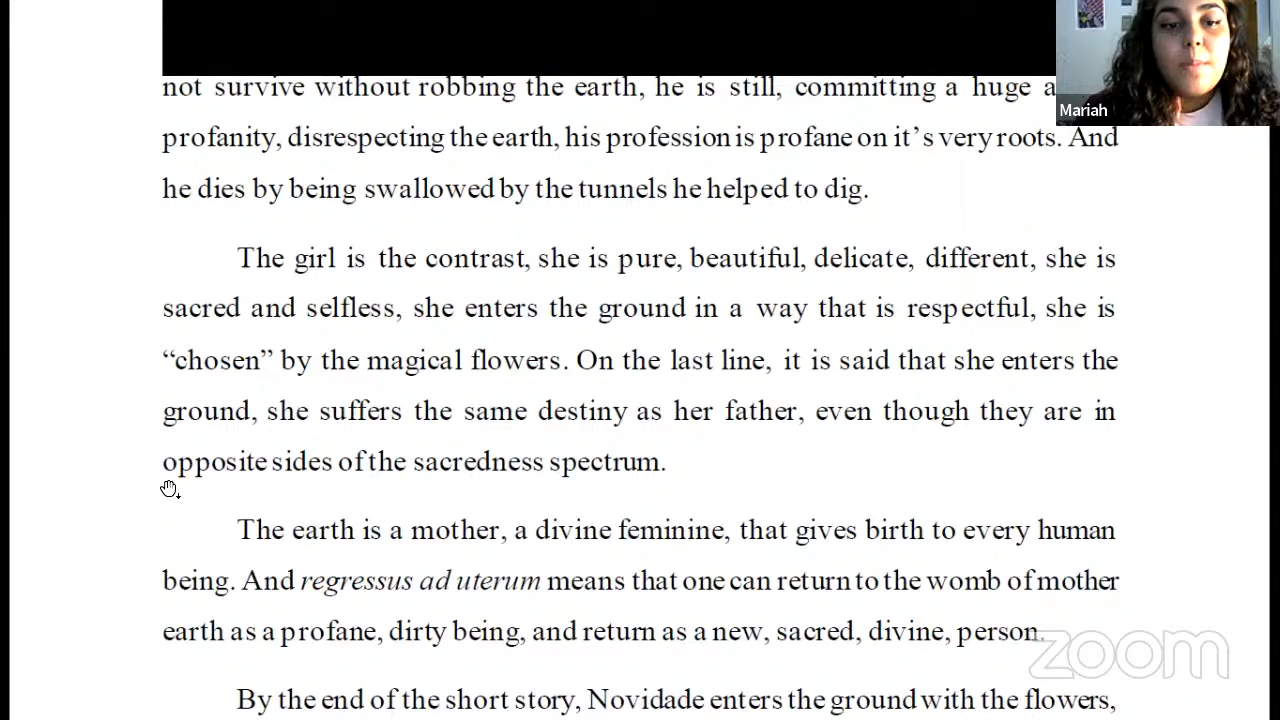 not survive without robbing the earth, he is still, committing a huge a
Mariah
profanity, disrespecting the earth, his profession is profane on it’s very roots. And
he dies by being swallowed by the tunnels he helped to dig.
The girl is the contrast, she is pure, beautiful, delicate, different, she is
sacred and selfless, she enters the ground in a way that is respectful, she is
“chosen” by the magical flowers. On the last line, it is said that she enters the
ground, she suffers the same destiny as her father, even though they are in
opposite sides of the sacredness spectrum.
The earth is a mother, a divine feminine, that gives birth to every human
being. And regressus ad uterum means that one can return to the womb of mother
earth as a profane, dirty being, and return as a new, sacred, divine, person.
zoom
By the end of the short story, Novidade enters the ground with the flowers,